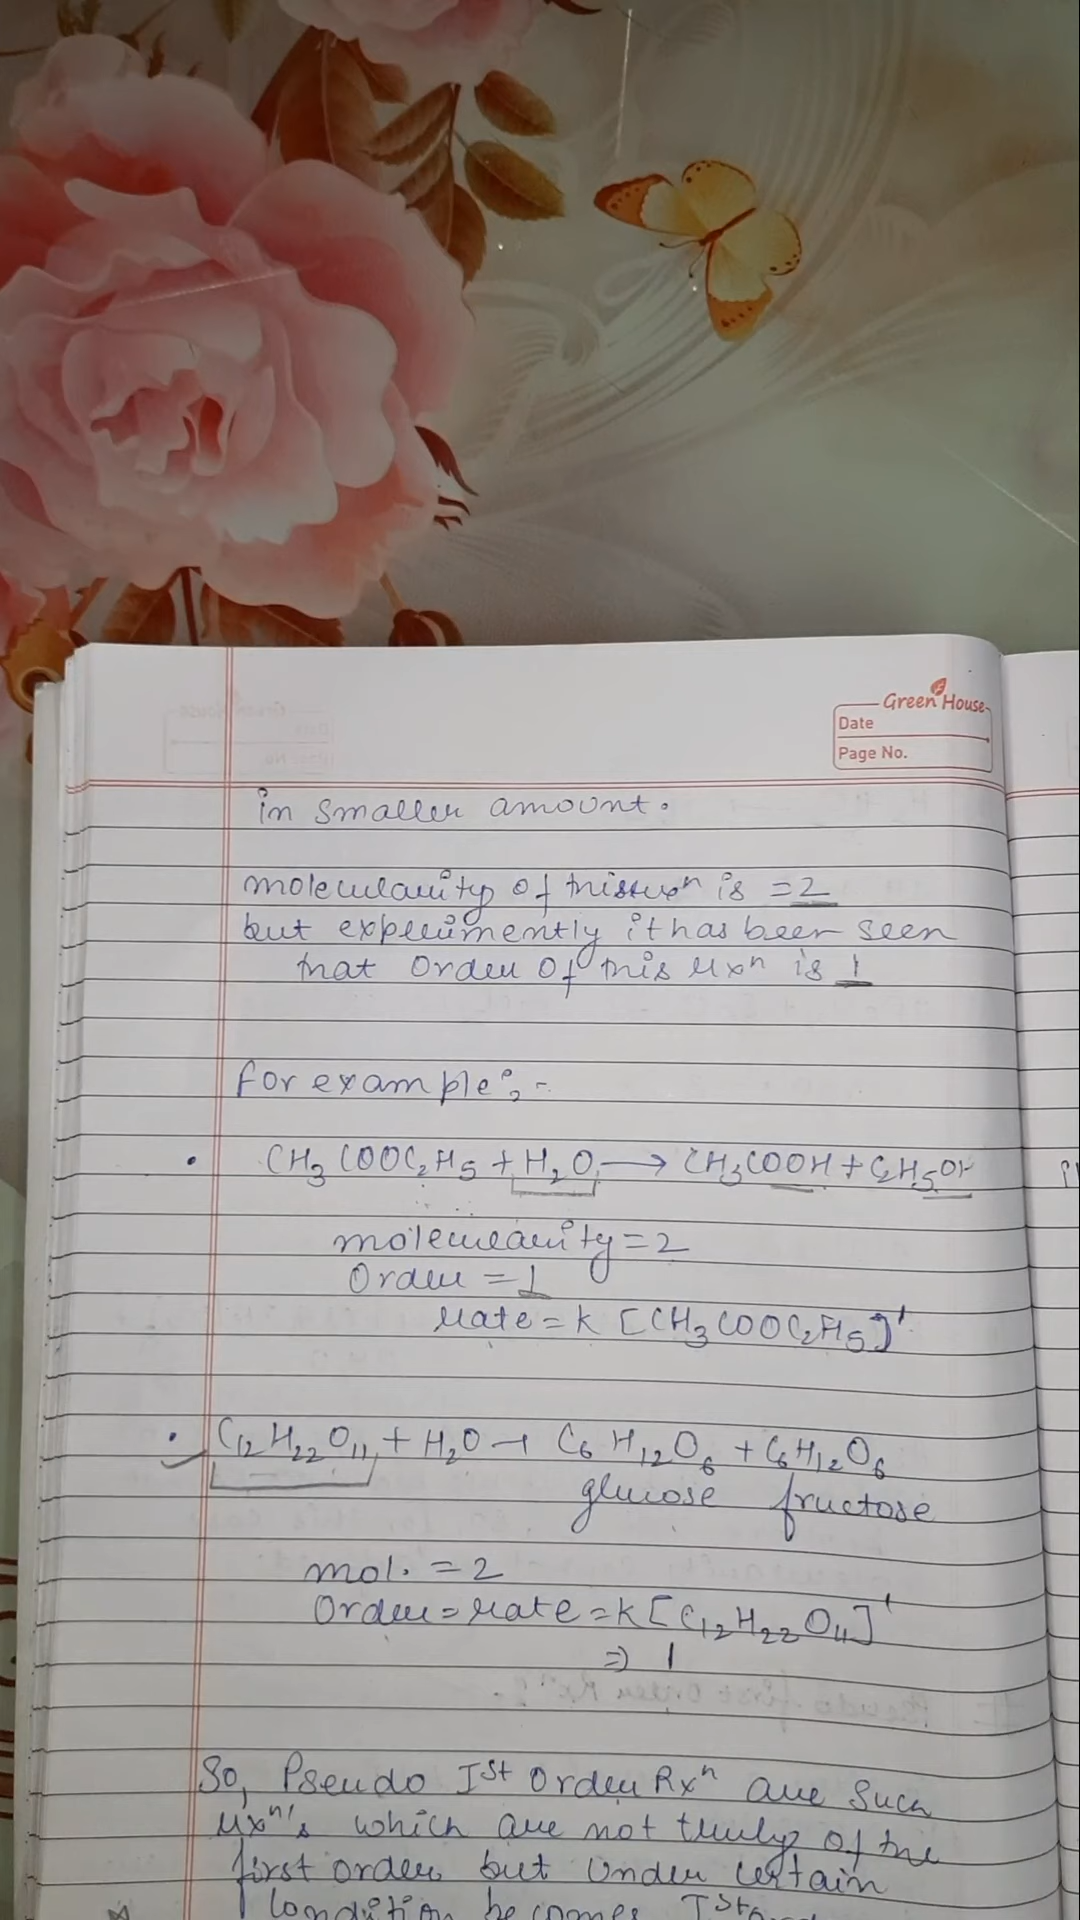 Green House
Date
Page No.
in smaller amount.
molecularity of this rxⁿ is = 2
but experimently it has been seen
that order of this rxⁿ is 1
for example:-
• CH₃COOC₂H₅ + H₂O → CH₃COOH + C₂H₅OH
molecularity = 2
Order = 1
rate = k [CH₃COOC₂H₅]¹
• C₁₂H₂₂O₁₁ + H₂O → C₆H₁₂O₆ + C₆H₁₂O₆
glucose fructose
mol. = 2
Order = rate = k [C₁₂H₂₂O₁₁]¹
⇒ 1
So, Pseudo Iˢᵗ Order Rxⁿ are such
rxⁿ's which are not truly of the
first order but under certain
condition becomes Iˢᵗ